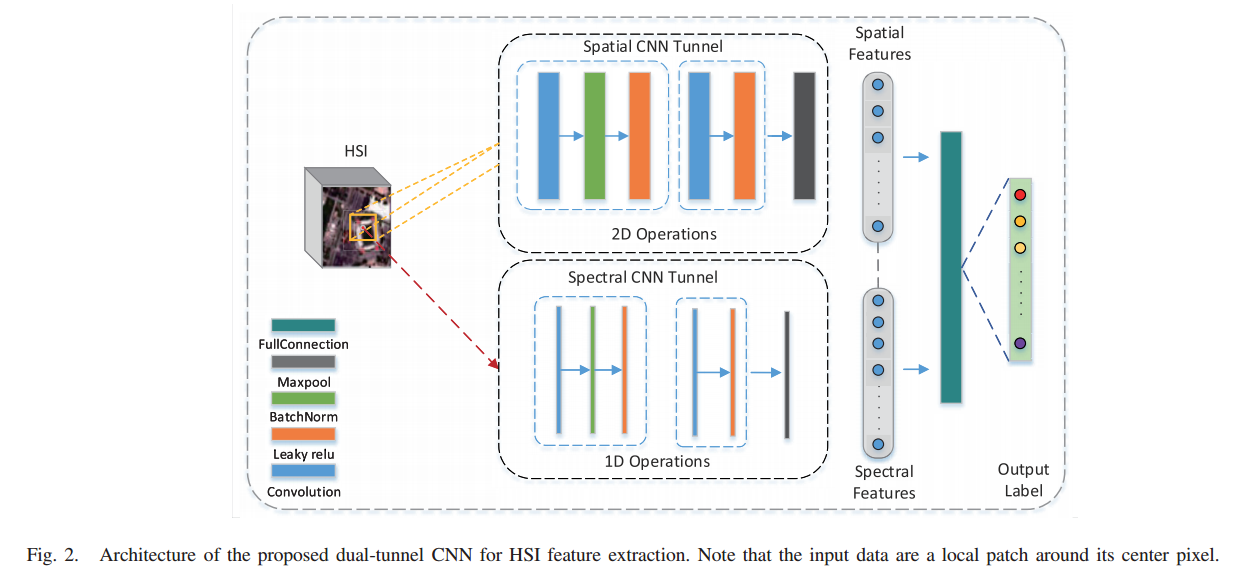 Spatial CNN Tunnel
2D Operations
HSI
Spectral CNN Tunnel
1D Operations
FullConnection
Maxpool
BatchNorm
Leaky relu
Convolution
Spatial
Features
Spectral
Features
Output
Label
Fig. 2. Architecture of the proposed dual-tunnel CNN for HSI feature extraction. Note that the input data are a local patch around its center pixel.